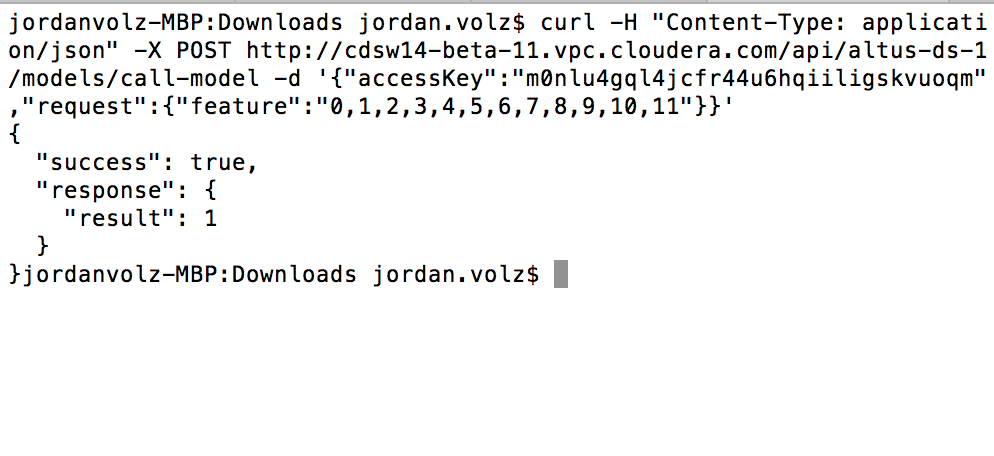 jordanvolz-MBP:Downloads jordan.volz$ curl -H "Content-Type: applicati
on/json" -X POST http://cdsw14-beta-11.vpc.cloudera.com/api/altus-ds-1
/models/call-model -d '{"accessKey":"m0nlu4gql4jcfr44u6hqiiligskvuoqm"
,"request":{"feature":"0,1,2,3,4,5,6,7,8,9,10,11"}}'
{
  "success": true,
  "response": {
    "result": 1
  }
}jordanvolz-MBP:Downloads jordan.volz$